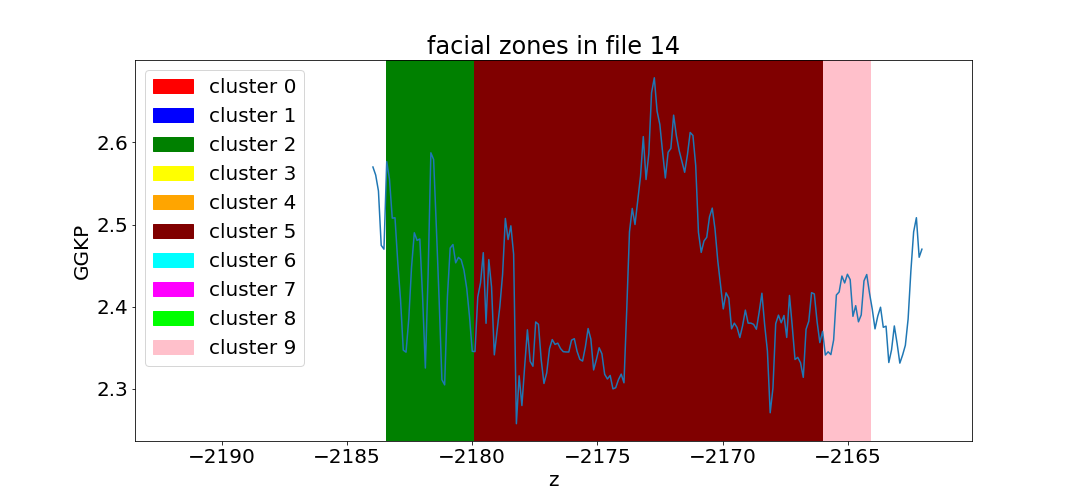 facial zones in file 14
cluster 0
cluster 1
cluster 2
cluster 3
cluster 4
cluster 5
cluster 6
cluster 7
cluster 8
cluster 9
GGKP
2.6
2.5
2.4
2.3
−2190 −2185 −2180 −2175 −2170 −2165
z